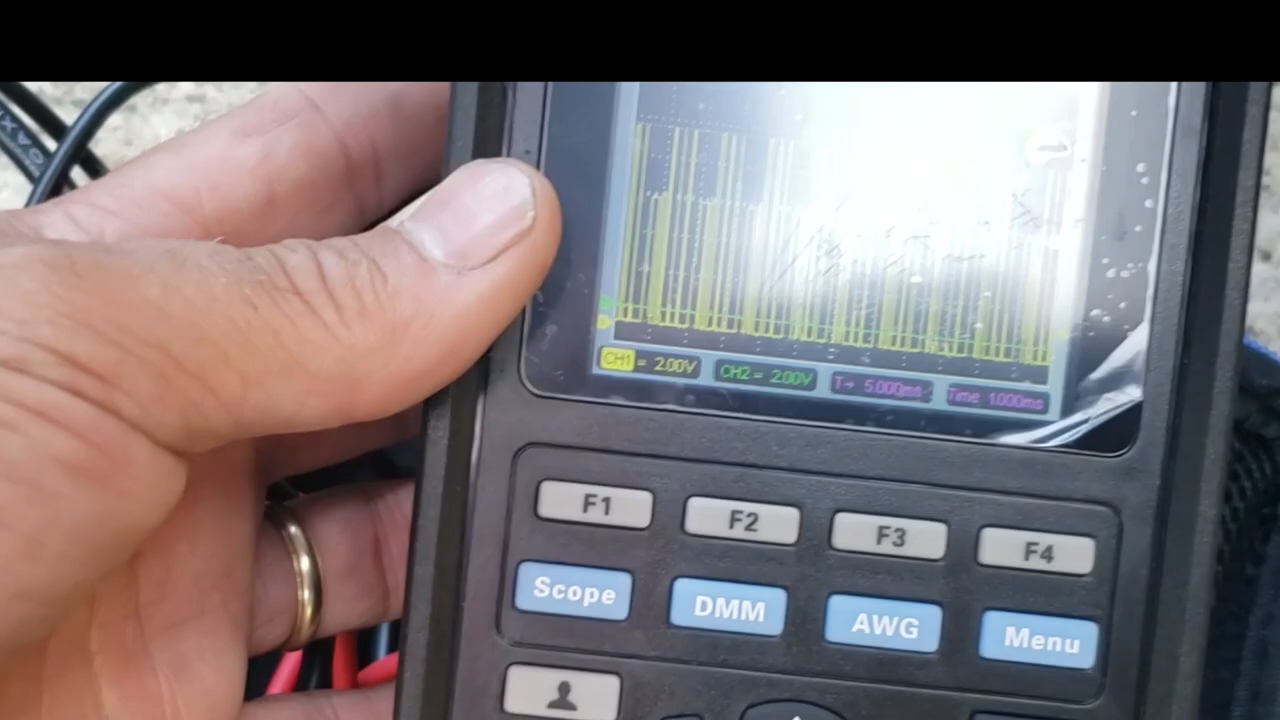 OAX
CH1 = 2.00V CH2 = 2.00V T→ 5.000ms Time 1.000ms
F1 F2 F3 F4
Scope DMM AWG Menu